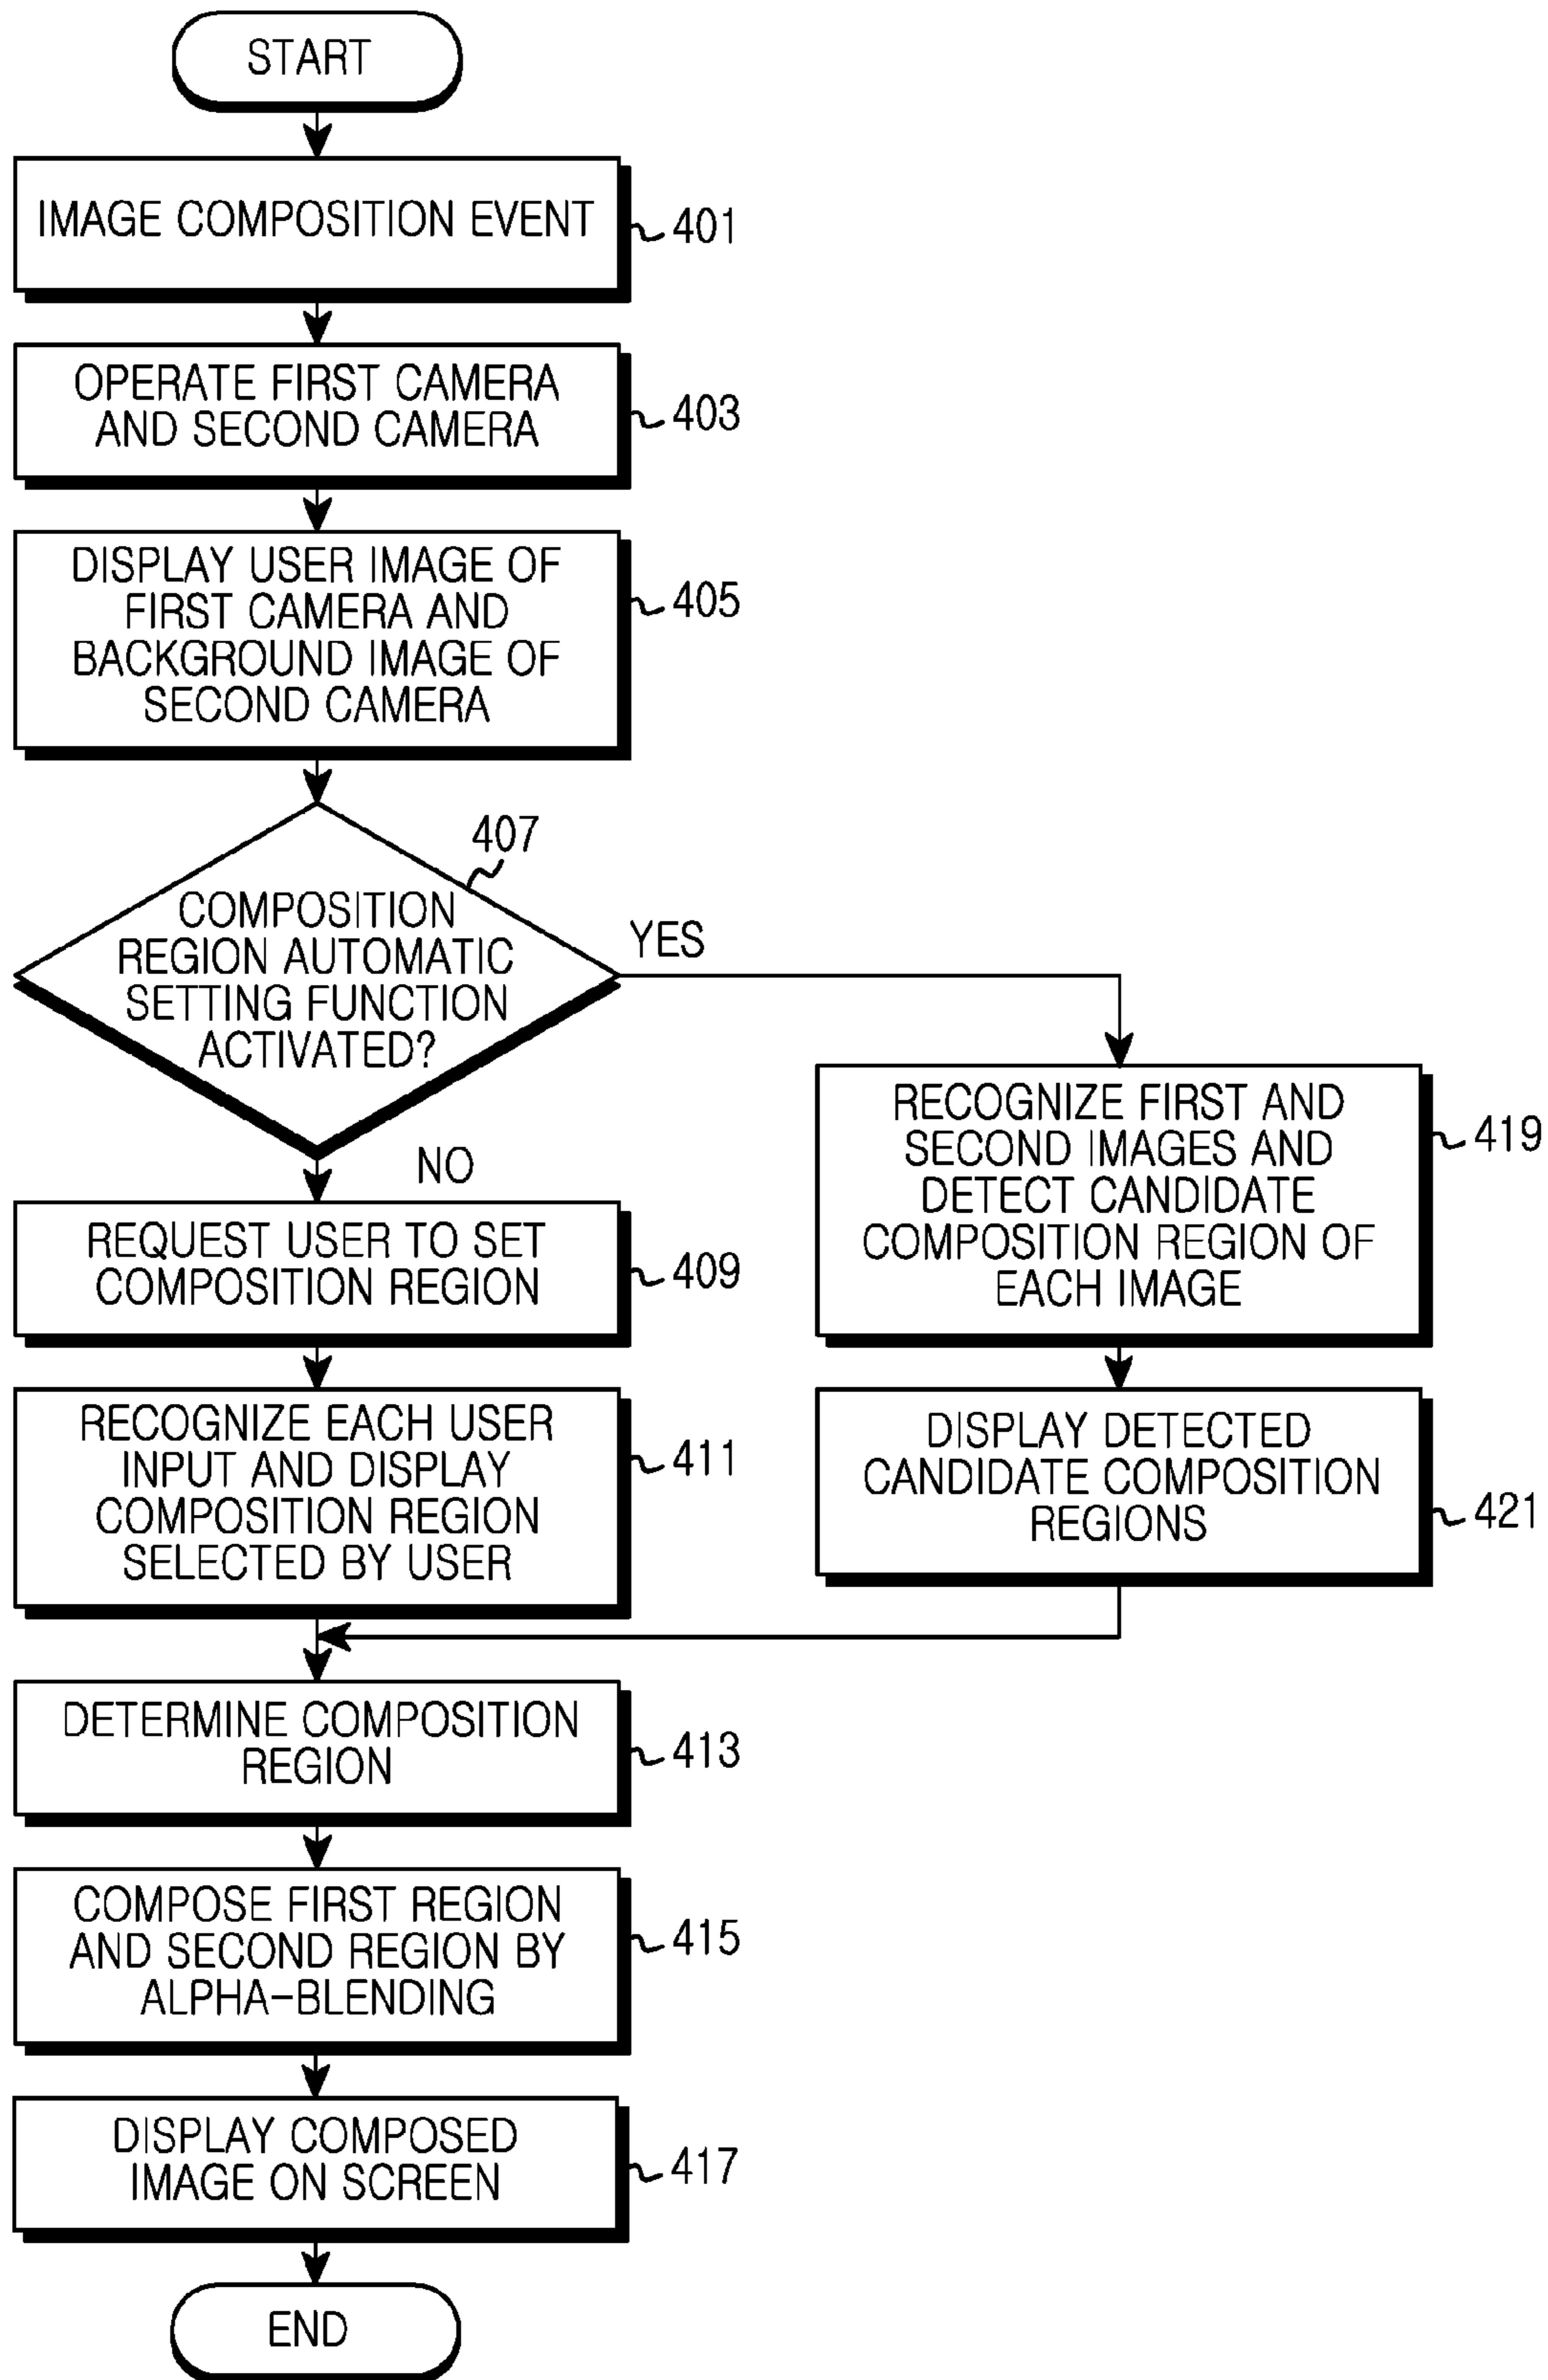 START
IMAGE COMPOSITION EVENT
401
OPERATE FIRST CAMERA
AND SECOND CAMERA
403
DISPLAY USER IMAGE OF
FIRST CAMERA AND
BACKGROUND IMAGE OF
SECOND CAMERA
405
407
COMPOSITION
REGION AUTOMATIC
SETTING FUNCTION
ACTIVATED?
YES
NO
REQUEST USER TO SET
COMPOSITION REGION
409
RECOGNIZE EACH USER
INPUT AND DISPLAY
COMPOSITION REGION
SELECTED BY USER
411
RECOGNIZE FIRST AND
SECOND IMAGES AND
DETECT CANDIDATE
COMPOSITION REGION OF
EACH IMAGE
419
DISPLAY DETECTED
CANDIDATE COMPOSITION
REGIONS
421
DETERMINE COMPOSITION
REGION
413
COMPOSE FIRST REGION
AND SECOND REGION BY
ALPHA-BLENDING
415
DISPLAY COMPOSED
IMAGE ON SCREEN
417
END